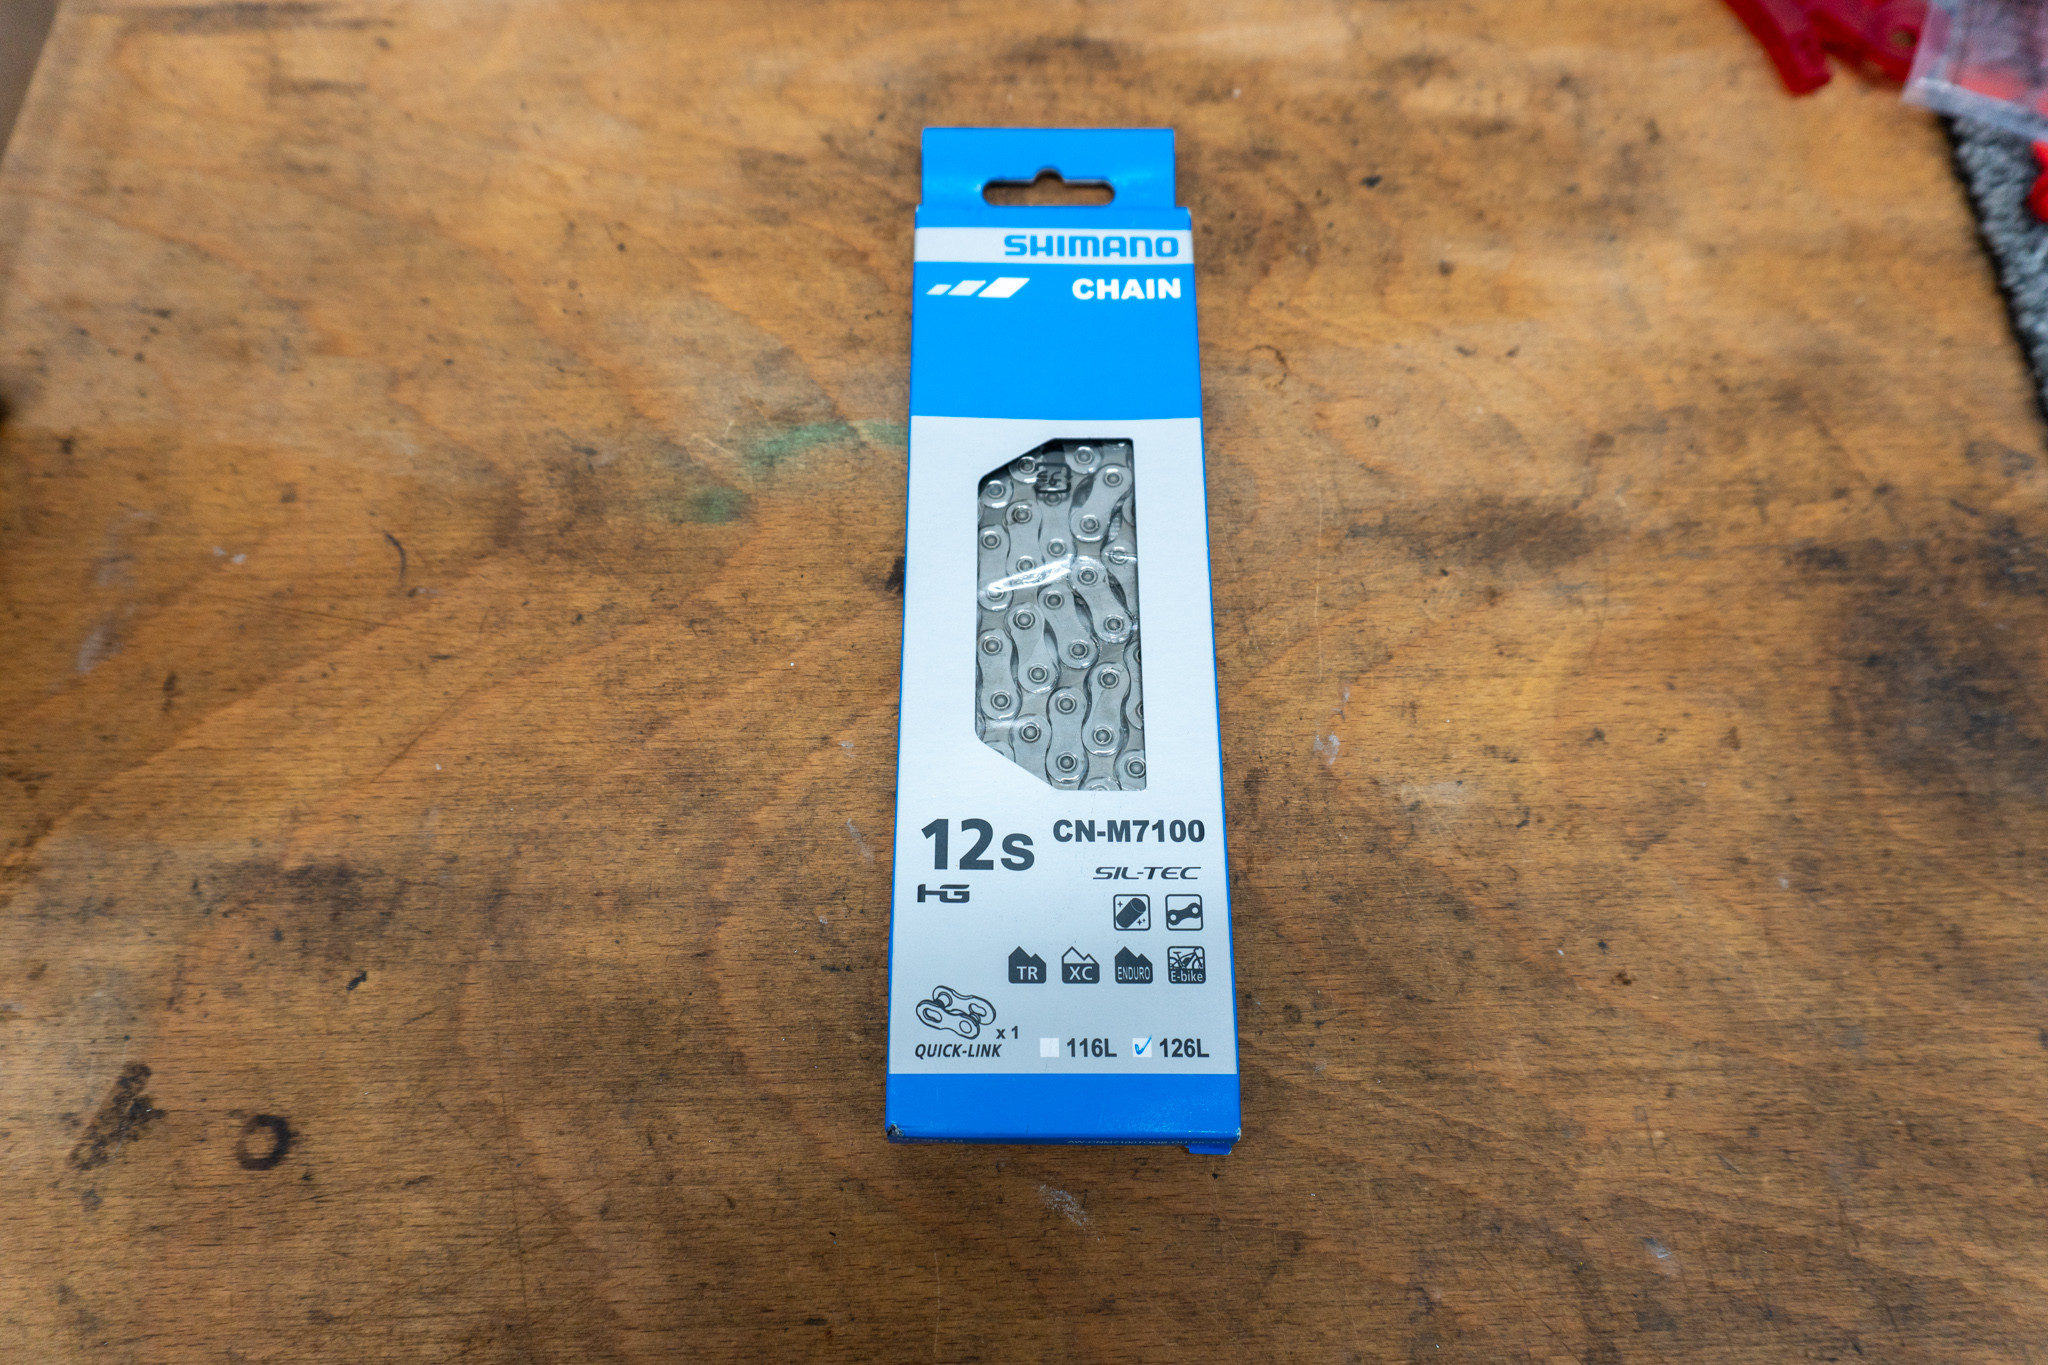 SHIMANO
CHAIN
12s CN-M7100
SIL-TEC
HG
TR XC ENDURO E-bike
x 1
QUICK-LINK 116L 126L